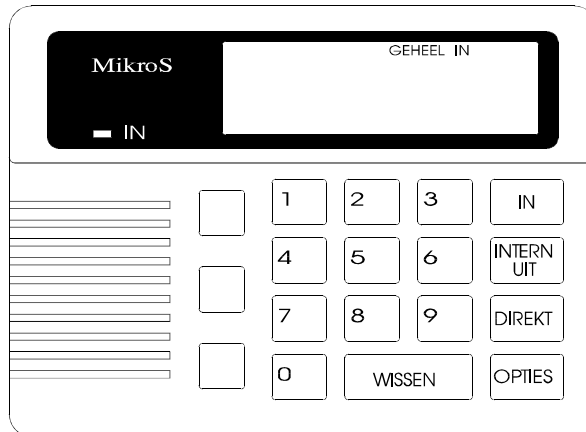 GEHEEL IN
MikroS
IN
1 2 3 IN
4 5 6 INTERN
UIT
7 8 9 DIREKT
0 WISSEN OPTIES